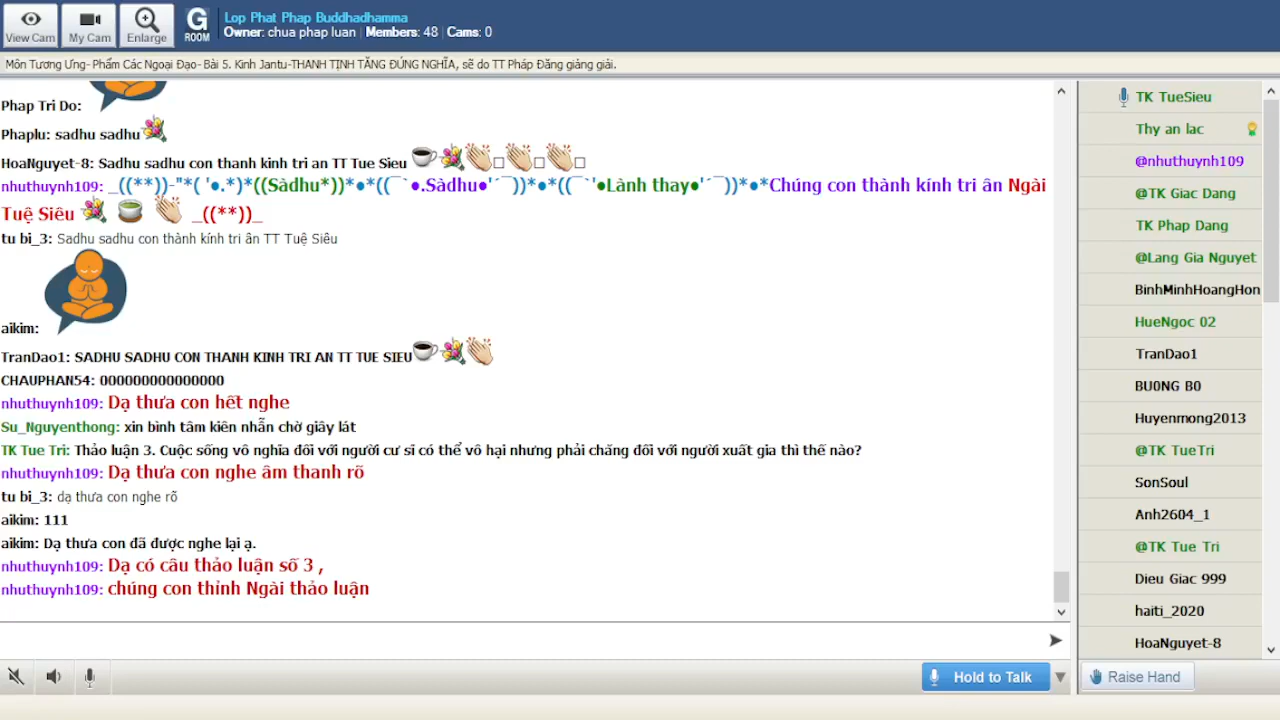 View Cam
My Cam
Enlarge
G
ROOM
Lop Phat Phap Buddhadhamma
Owner: chua phap luan | Members: 48 | Cams: 0
Môn Tương Ưng- Phẩm Các Ngoại Đạo- Bài 5. Kinh Jantu-THANH TỊNH TĂNG ĐÚNG NGHĨA, sẽ do TT Pháp Đăng giảng giải.
Phap Tri Do:
Phaplu: sadhu sadhu
HoaNguyet-8: Sadhu sadhu con thanh kinh tri an TT Tue Sieu
nhuthuynh109: _((**))-"*( '●.*)*((Sàdhu*))*●*((¯`●.Sàdhu●'´¯))*●*((¯`'●Lành thay●'´¯))*●*Chúng con thành kính tri ân Ngài
Tuệ Siêu _((**))_
tu bi_3: Sadhu sadhu con thành kính tri ân TT Tuệ Siêu
aikim:
TranDao1: SADHU SADHU CON THANH KINH TRI AN TT TUE SIEU
CHAUPHAN54: 000000000000000
nhuthuynh109: Dạ thưa con hết nghe
Su_Nguyenthong: xin bình tâm kiên nhẫn chờ giây lát
TK Tue Tri: Thảo luận 3. Cuộc sống vô nghĩa đối với người cư sĩ có thể vô hại nhưng phải chăng đối với người xuất gia thì thế nào?
nhuthuynh109: Dạ thưa con nghe âm thanh rõ
tu bi_3: dạ thưa con nghe rõ
aikim: 111
aikim: Dạ thưa con đã được nghe lại ạ.
nhuthuynh109: Dạ có câu thảo luận số 3 ,
nhuthuynh109: chúng con thỉnh Ngài thảo luận
TK TueSieu
Thy an lac
@nhuthuynh109
@TK Giac Dang
TK Phap Dang
@Lang Gia Nguyet
BinhMinhHoangHon
HueNgoc 02
TranDao1
BU0NG B0
Huyenmong2013
@TK TueTri
SonSoul
Anh2604_1
@TK Tue Tri
Dieu Giac 999
haiti_2020
HoaNguyet-8
Hold to Talk
Raise Hand